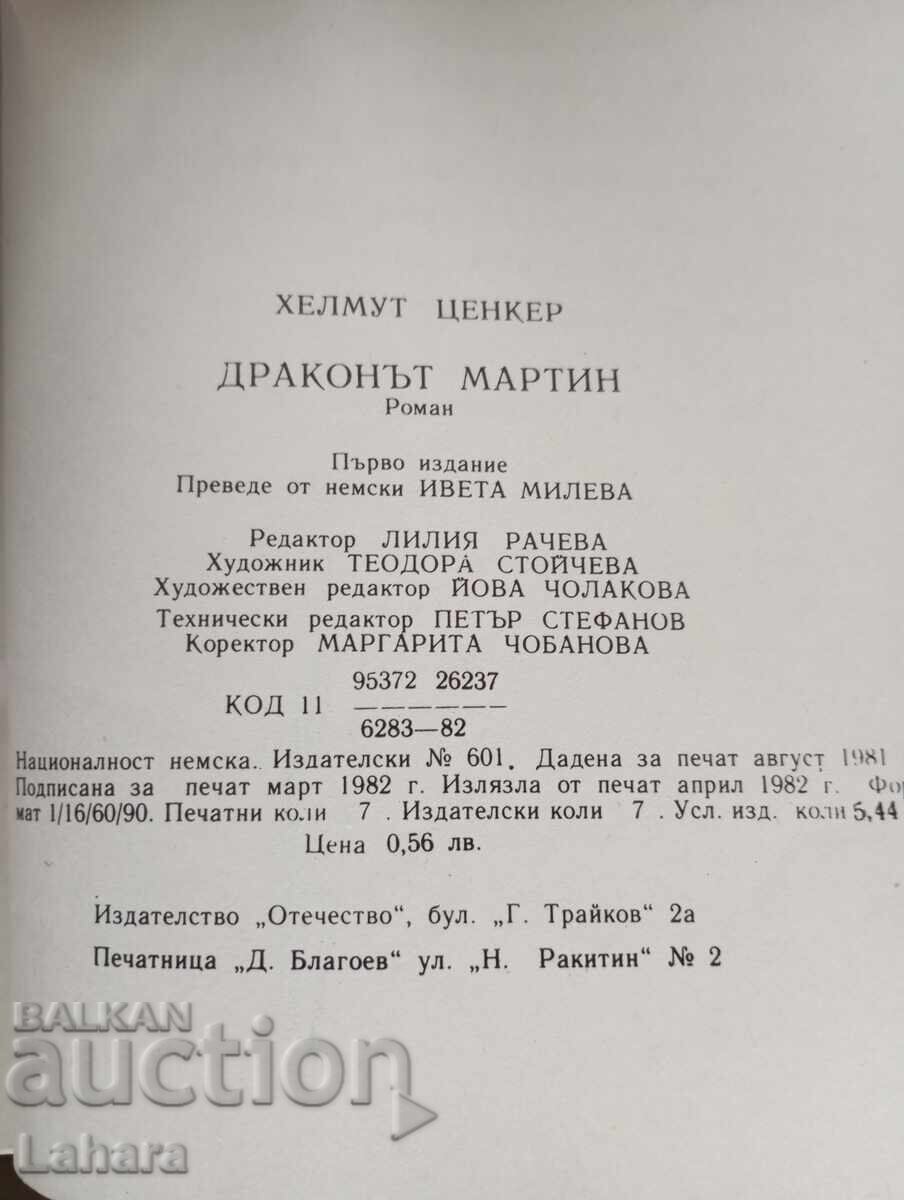 ХЕЛМУТ ЦЕНКЕР
ДРАКОНЪТ МАРТИН
Роман
Първо издание
Преведе от немски ИВЕТА МИЛЕВА
Редактор ЛИЛИЯ РАЧЕВА
Художник ТЕОДОРА СТОЙЧЕВА
Художествен редактор ЙОВА ЧОЛАКОВА
Технически редактор ПЕТЪР СТЕФАНОВ
Коректор МАРГАРИТА ЧОБАНОВА
95372 26237
КОД 11 ——————
6283—82
Националност немска. Издателски № 601. Дадена за печат август 1981
Подписана за печат март 1982 г. Излязла от печат април 1982 г. Фор
мат 1/16/60/90. Печатни коли 7 . Издателски коли 7 . Усл. изд. коли 5,44
Цена 0,56 лв.
Издателство „Отечество“, бул. „Г. Трайков“ 2а
Печатница „Д. Благоев“ ул. „Н. Ракитин“ № 2
BALKAN
auction
Lahara